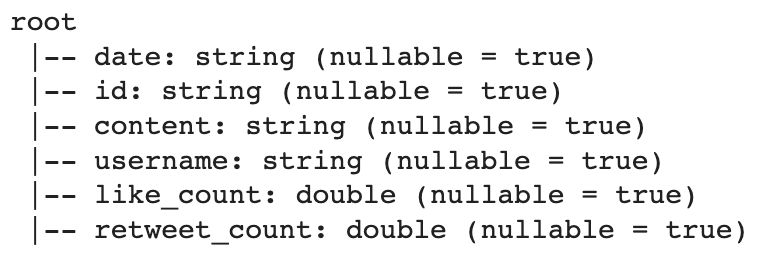 root
 |-- date: string (nullable = true)
 |-- id: string (nullable = true)
 |-- content: string (nullable = true)
 |-- username: string (nullable = true)
 |-- like_count: double (nullable = true)
 |-- retweet_count: double (nullable = true)